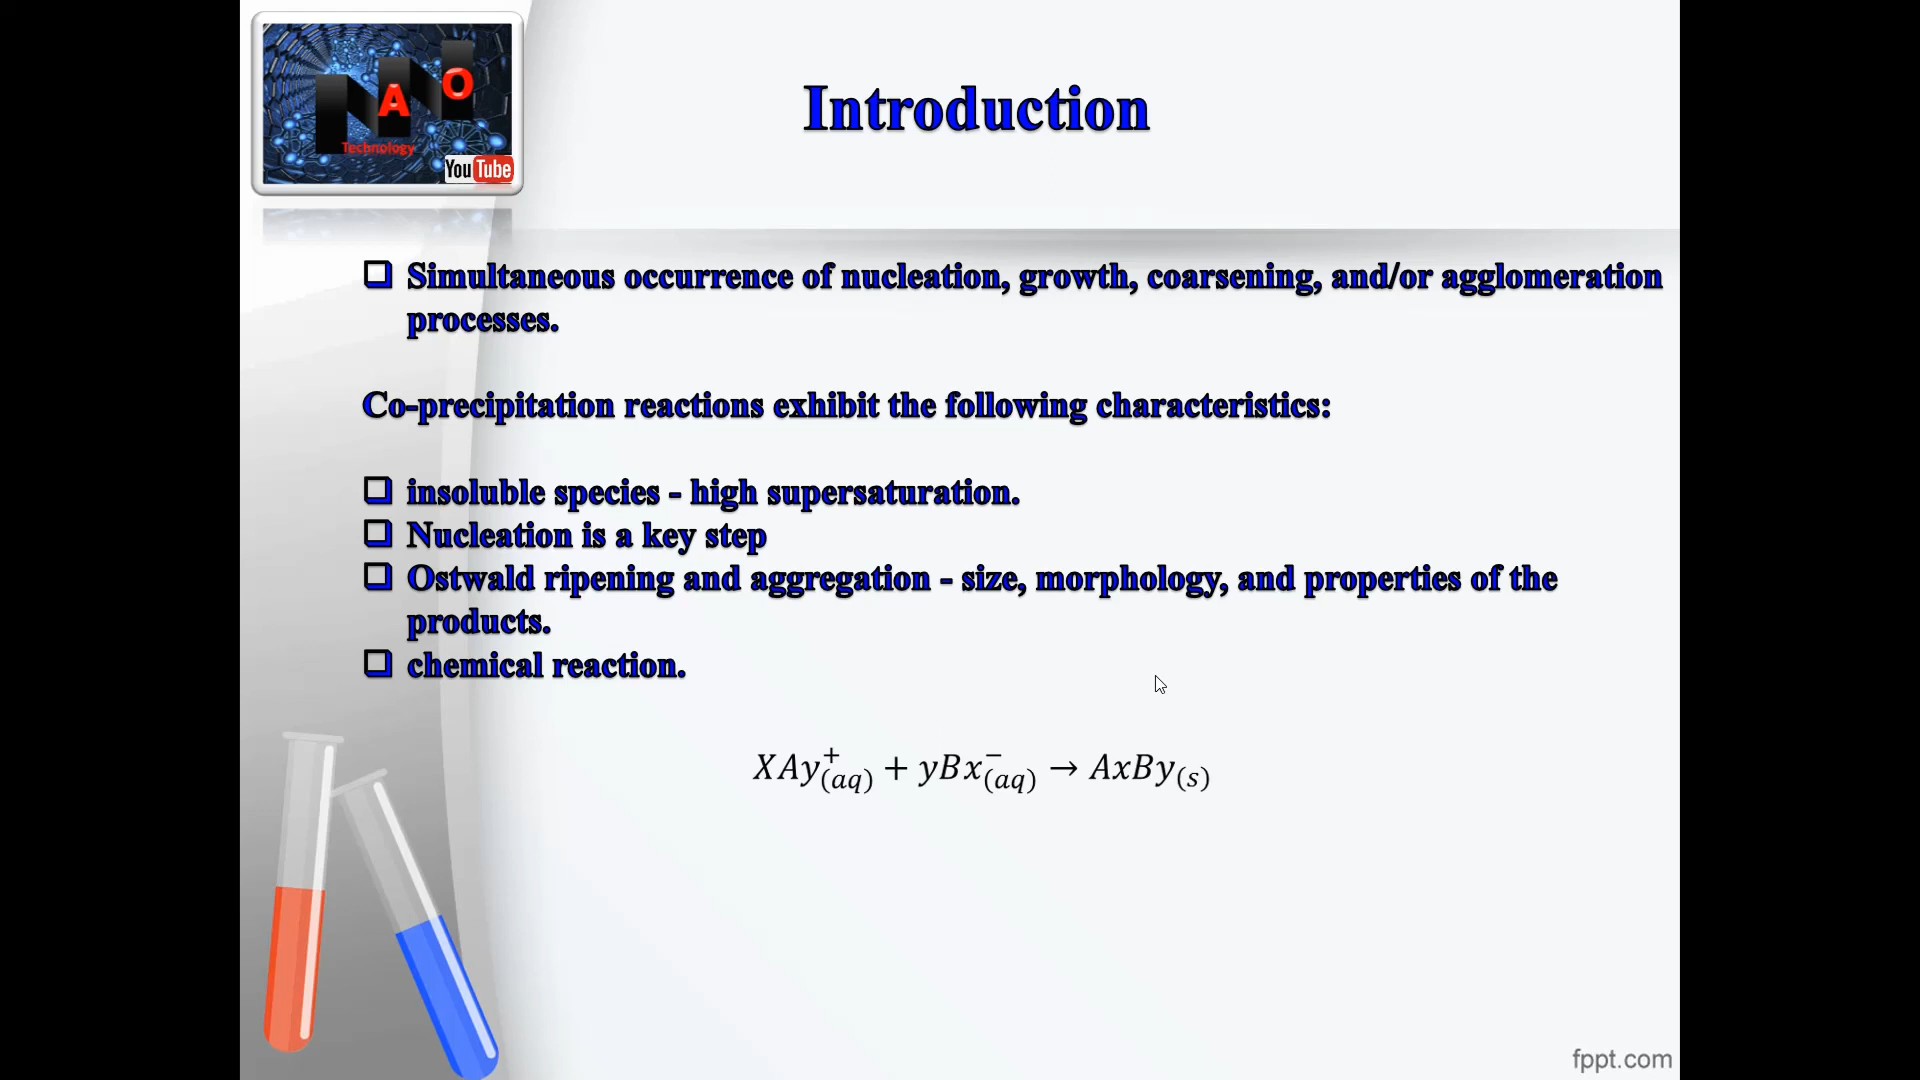 NANO
Technology
YouTube
Introduction
❑ Simultaneous occurrence of nucleation, growth, coarsening, and/or agglomeration
processes.
Co-precipitation reactions exhibit the following characteristics:
❑ insoluble species - high supersaturation.
❑ Nucleation is a key step
❑ Ostwald ripening and aggregation - size, morphology, and properties of the
products.
❑ chemical reaction.
XAy⁺(aq) + yBx⁻(aq) → AxBy(s)
fppt.com